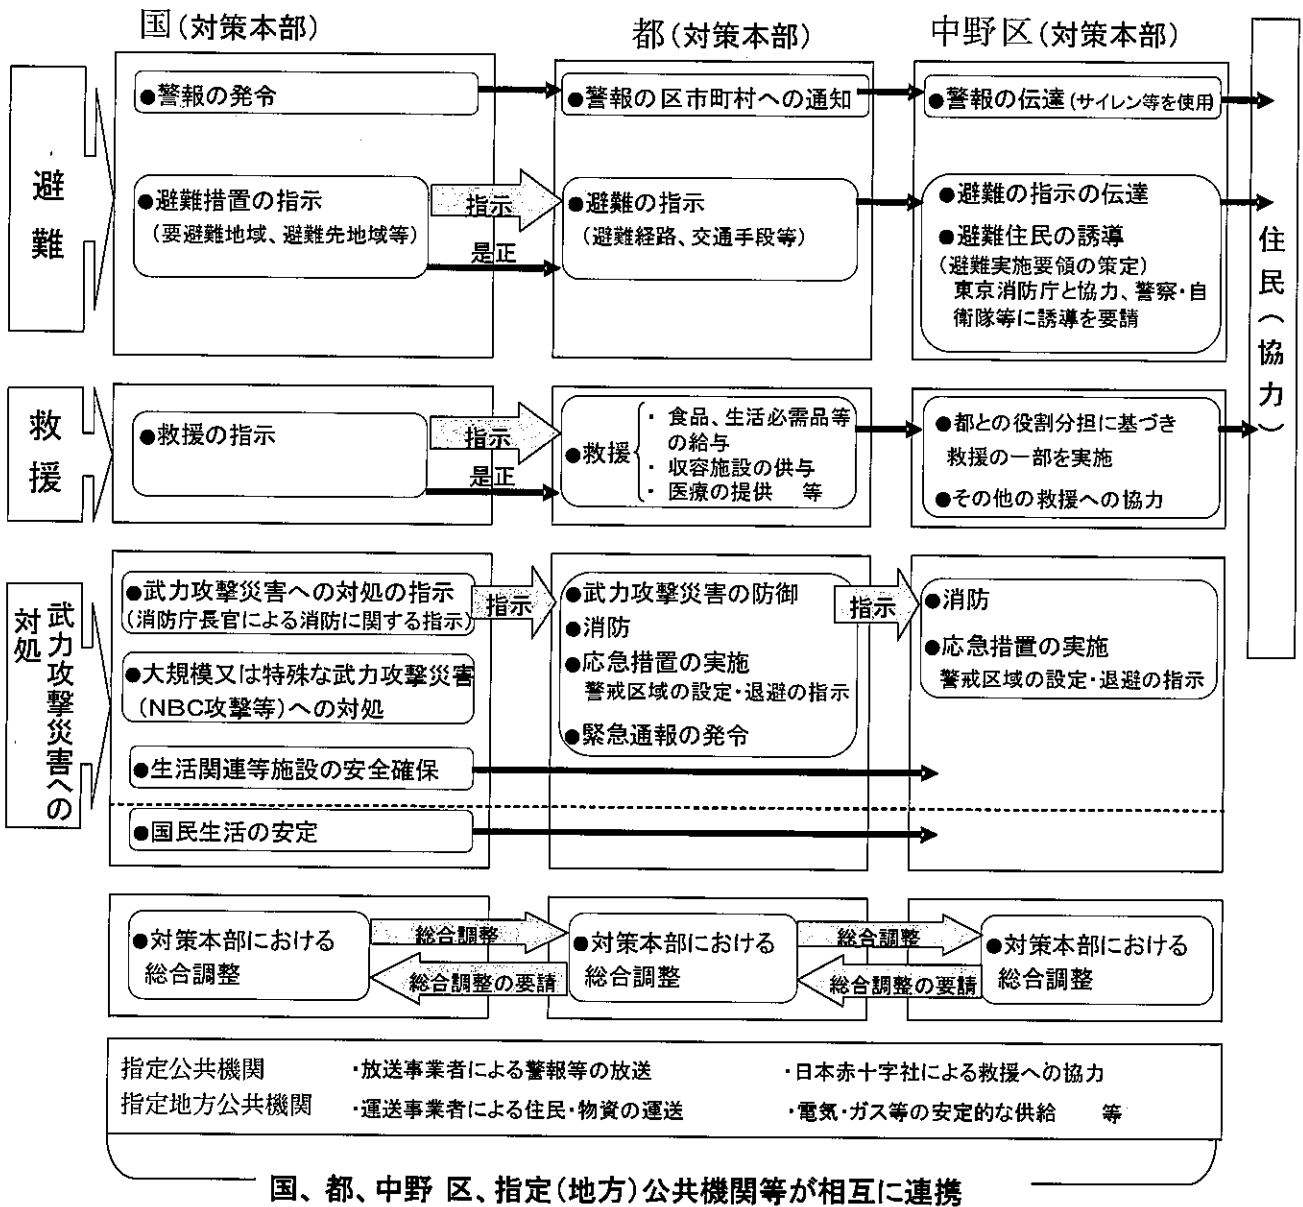 国(対策本部)
都(対策本部)
中野区(対策本部)
避難
●警報の発令
●警報の区市町村への通知
●警報の伝達(サイレン等を使用)
●避難措置の指示
(要避難地域、避難先地域等)
指示
是正
●避難の指示
(避難経路、交通手段等)
●避難の指示の伝達
●避難住民の誘導
(避難実施要領の策定)
東京消防庁と協力、警察・自
衛隊等に誘導を要請
住民(協力)
救援
●救援の指示
指示
是正
●救援
・ 食品、生活必需品等
の給与
・ 収容施設の供与
・ 医療の提供 等
●都との役割分担に基づき
救援の一部を実施
●その他の救援への協力
武力攻撃災害への
対処
●武力攻撃災害への対処の指示
(消防庁長官による消防に関する指示)
●大規模又は特殊な武力攻撃災害
(NBC攻撃等)への対処
●生活関連等施設の安全確保
●国民生活の安定
指示
●武力攻撃災害の防御
●消防
●応急措置の実施
警戒区域の設定・退避の指示
●緊急通報の発令
指示
●消防
●応急措置の実施
警戒区域の設定・退避の指示
●対策本部における
総合調整
総合調整
総合調整の要請
●対策本部における
総合調整
総合調整
総合調整の要請
●対策本部における
総合調整
指定公共機関
指定地方公共機関
・放送事業者による警報等の放送
・運送事業者による住民・物資の運送
・日本赤十字社による救援への協力
・電気・ガス等の安定的な供給 等
国、都、中野 区、指定(地方)公共機関等が相互に連携